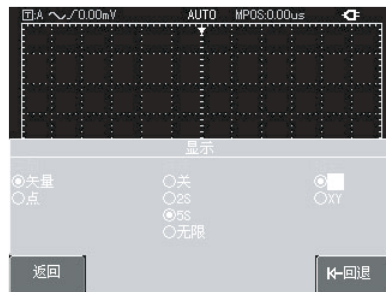 T:A 0.00mV AUTO MPOS:0.00us
显示
矢量 关
点 2S XY
5S
无限
返回 回退